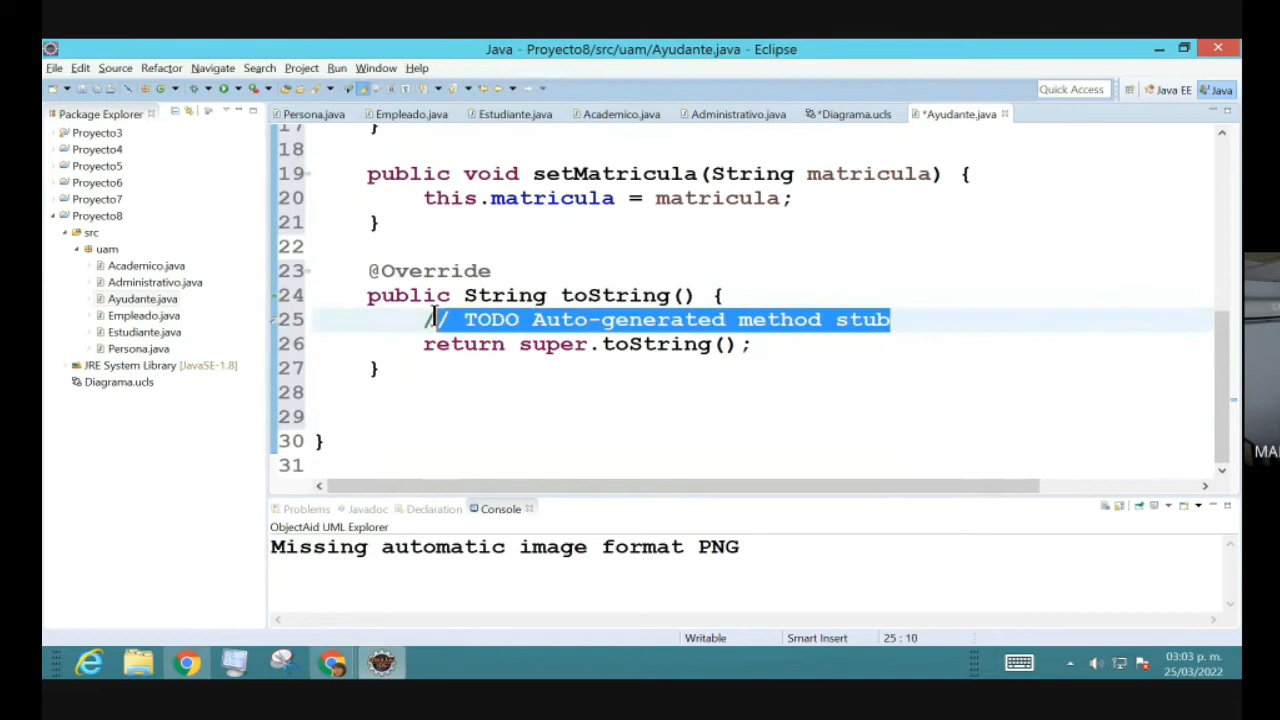 Java - Proyecto8/src/uam/Ayudante.java - Eclipse
File Edit Source Refactor Navigate Search Project Run Window Help
Quick Access Java EE Java
Package Explorer
Persona.java Empleado.java Estudiante.java Academico.java Administrativo.java *Diagrama.ucls *Ayudante.java
Proyecto3
Proyecto4
Proyecto5
Proyecto6
Proyecto7
Proyecto8
src
uam
Academico.java
Administrativo.java
Ayudante.java
Empleado.java
Estudiante.java
Persona.java
JRE System Library [JavaSE-1.8]
Diagrama.ucls
17 }
18
19 public void setMatricula(String matricula) {
20 this.matricula = matricula;
21 }
22
23 @Override
24 public String toString() {
25 // TODO Auto-generated method stub
26 return super.toString();
27 }
28
29
30 }
31
Problems Javadoc Declaration Console
ObjectAid UML Explorer
Missing automatic image format PNG
Writable Smart Insert 25 : 10
03:03 p. m.
25/03/2022